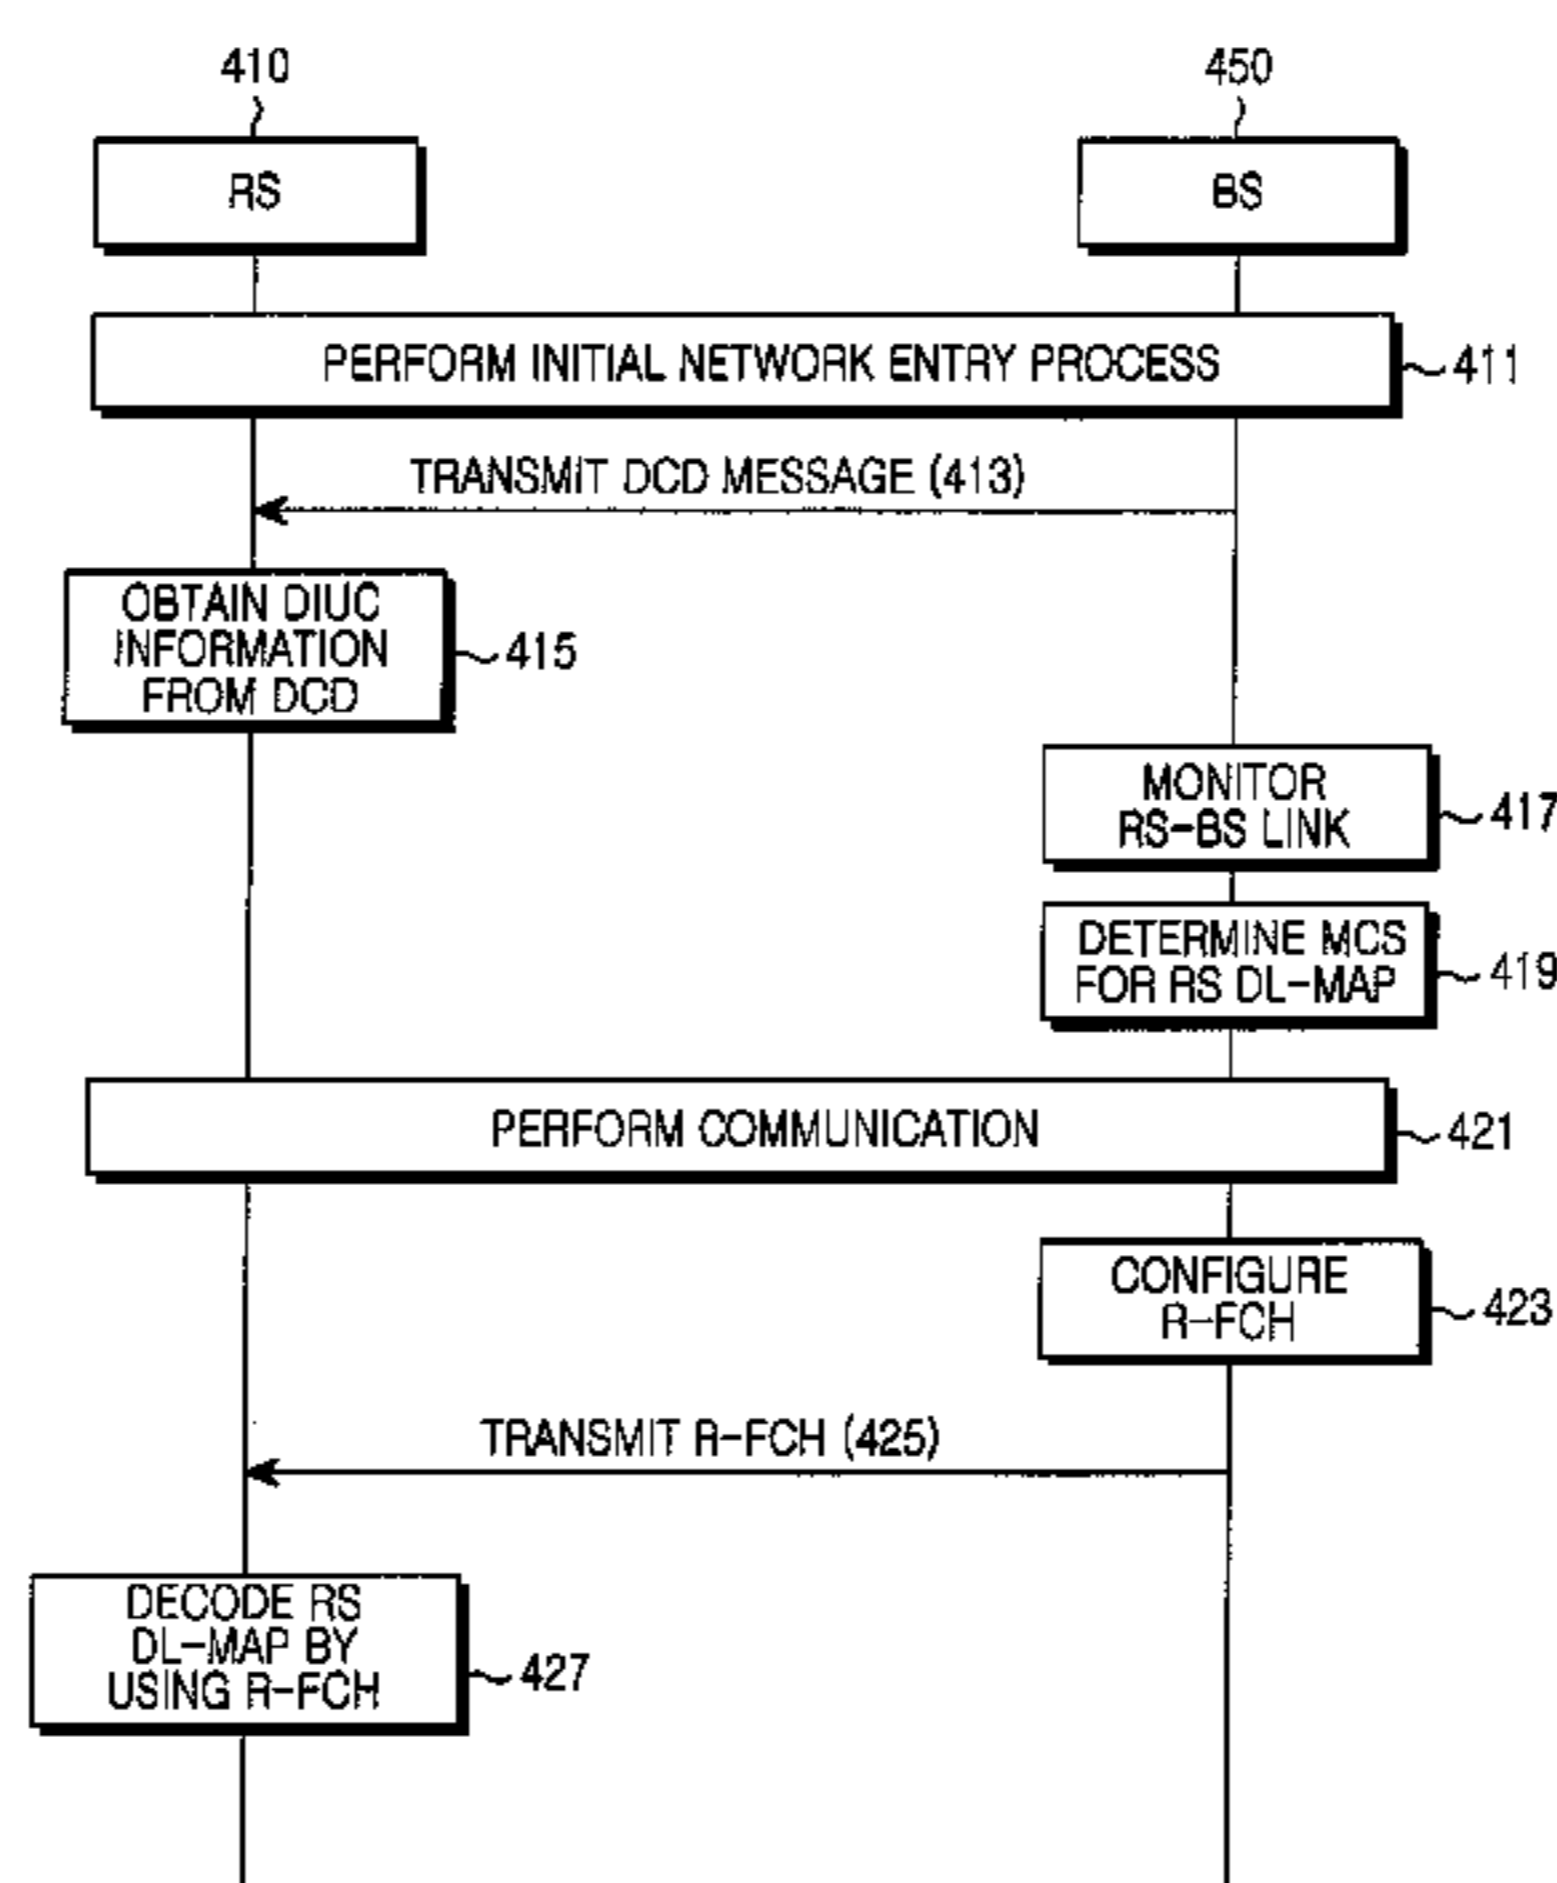 410
450
RS
BS
PERFORM INITIAL NETWORK ENTRY PROCESS
411
TRANSMIT DCD MESSAGE (413)
OBTAIN DIUC
INFORMATION
FROM DCD
415
MONITOR
RS-BS LINK
417
DETERMINE MCS
FOR RS DL-MAP
419
PERFORM COMMUNICATION
421
CONFIGURE
R-FCH
423
TRANSMIT R-FCH (425)
DECODE RS
DL-MAP BY
USING R-FCH
427